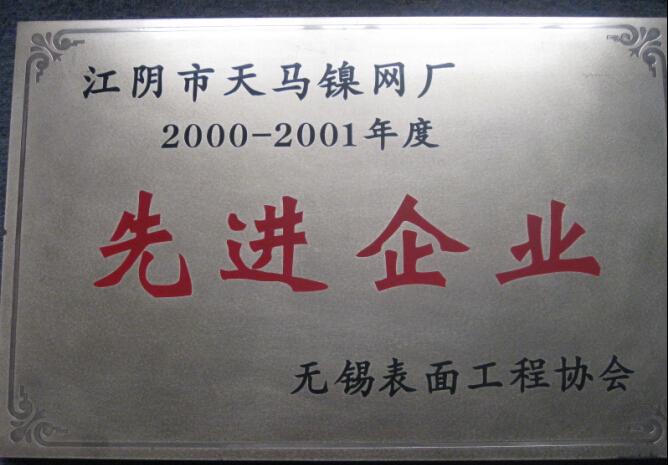 江阴市天马镍网厂
2000-2001年度
先进企业
无锡表面工程协会